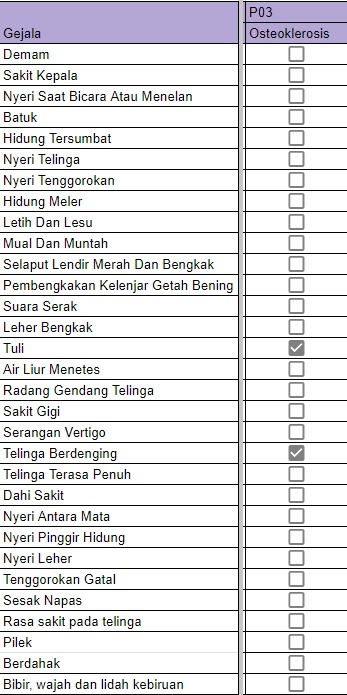 P03
Gejala Osteoklerosis
Demam
Sakit Kepala
Nyeri Saat Bicara Atau Menelan
Batuk
Hidung Tersumbat
Nyeri Telinga
Nyeri Tenggorokan
Hidung Meler
Letih Dan Lesu
Mual Dan Muntah
Selaput Lendir Merah Dan Bengkak
Pembengkakan Kelenjar Getah Bening
Suara Serak
Leher Bengkak
Tuli
Air Liur Menetes
Radang Gendang Telinga
Sakit Gigi
Serangan Vertigo
Telinga Berdenging
Telinga Terasa Penuh
Dahi Sakit
Nyeri Antara Mata
Nyeri Pinggir Hidung
Nyeri Leher
Tenggorokan Gatal
Sesak Napas
Rasa sakit pada telinga
Pilek
Berdahak
Bibir, wajah dan lidah kebiruan